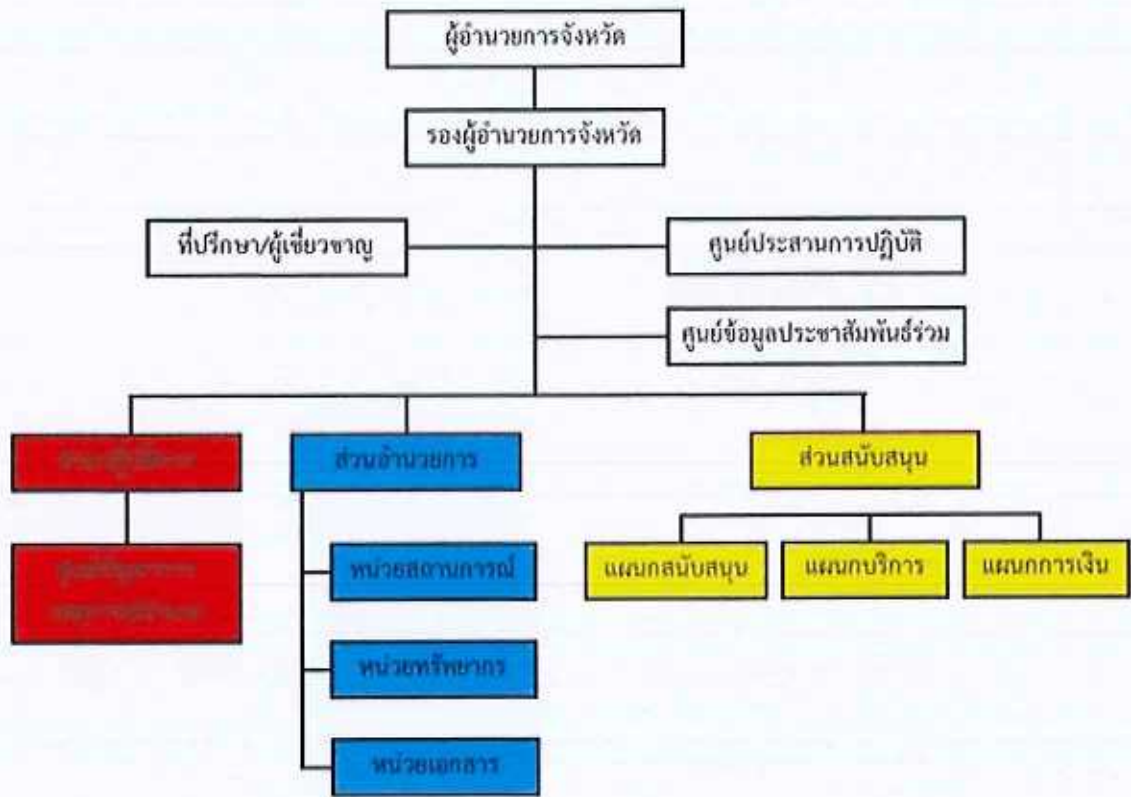 ผู้อำนวยการจังหวัด
รองผู้อำนวยการจังหวัด
ที่ปรึกษา/ผู้เชี่ยวชาญ
ศูนย์ประสานการปฏิบัติ
ศูนย์ข้อมูลประชาสัมพันธ์ร่วม
ส่วนอำนวยการ
ส่วนสนับสนุน
หน่วยสถานการณ์
แผนกสนับสนุน
แผนกบริการ
แผนกการเงิน
หน่วยทรัพยากร
หน่วยเอกสาร